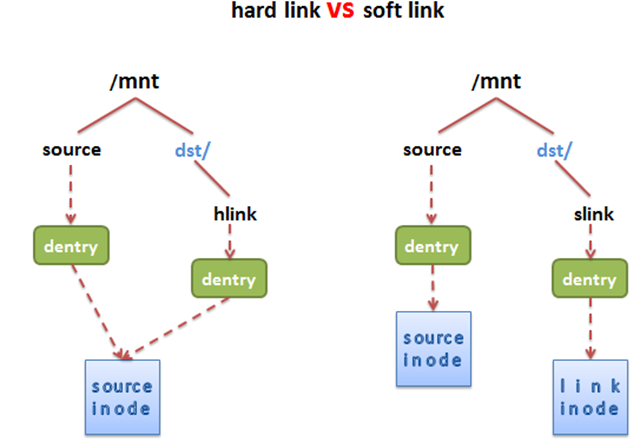 hard link VS soft link
/mnt
source
dst/
hlink
dentry
dentry
source
inode
/mnt
source
dst/
slink
dentry
dentry
source
inode
link
inode